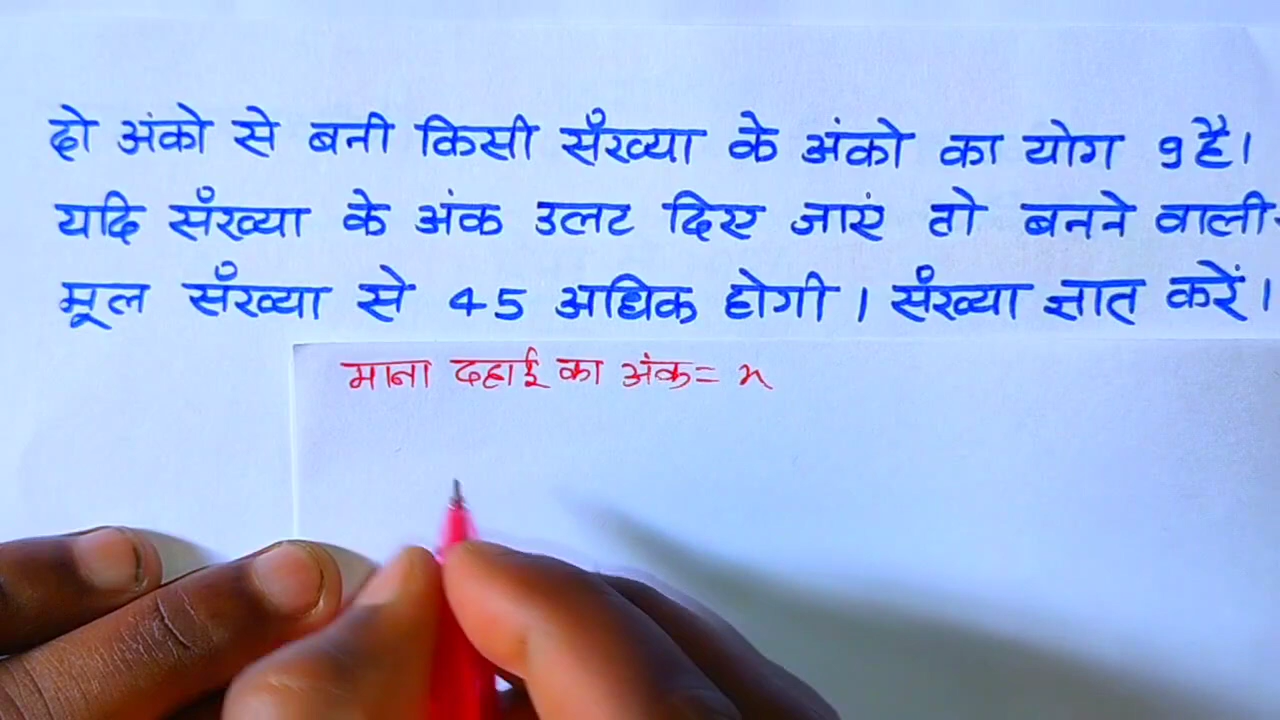 दो अंको से बनी किसी सँख्या के अंको का योग 9 है।
यदि सँख्या के अंक उलट दिए जाएं तो बनने वाली
मूल सँख्या से 45 अधिक होगी। सँख्या ज्ञात करें।
माना दहाई का अंक = x